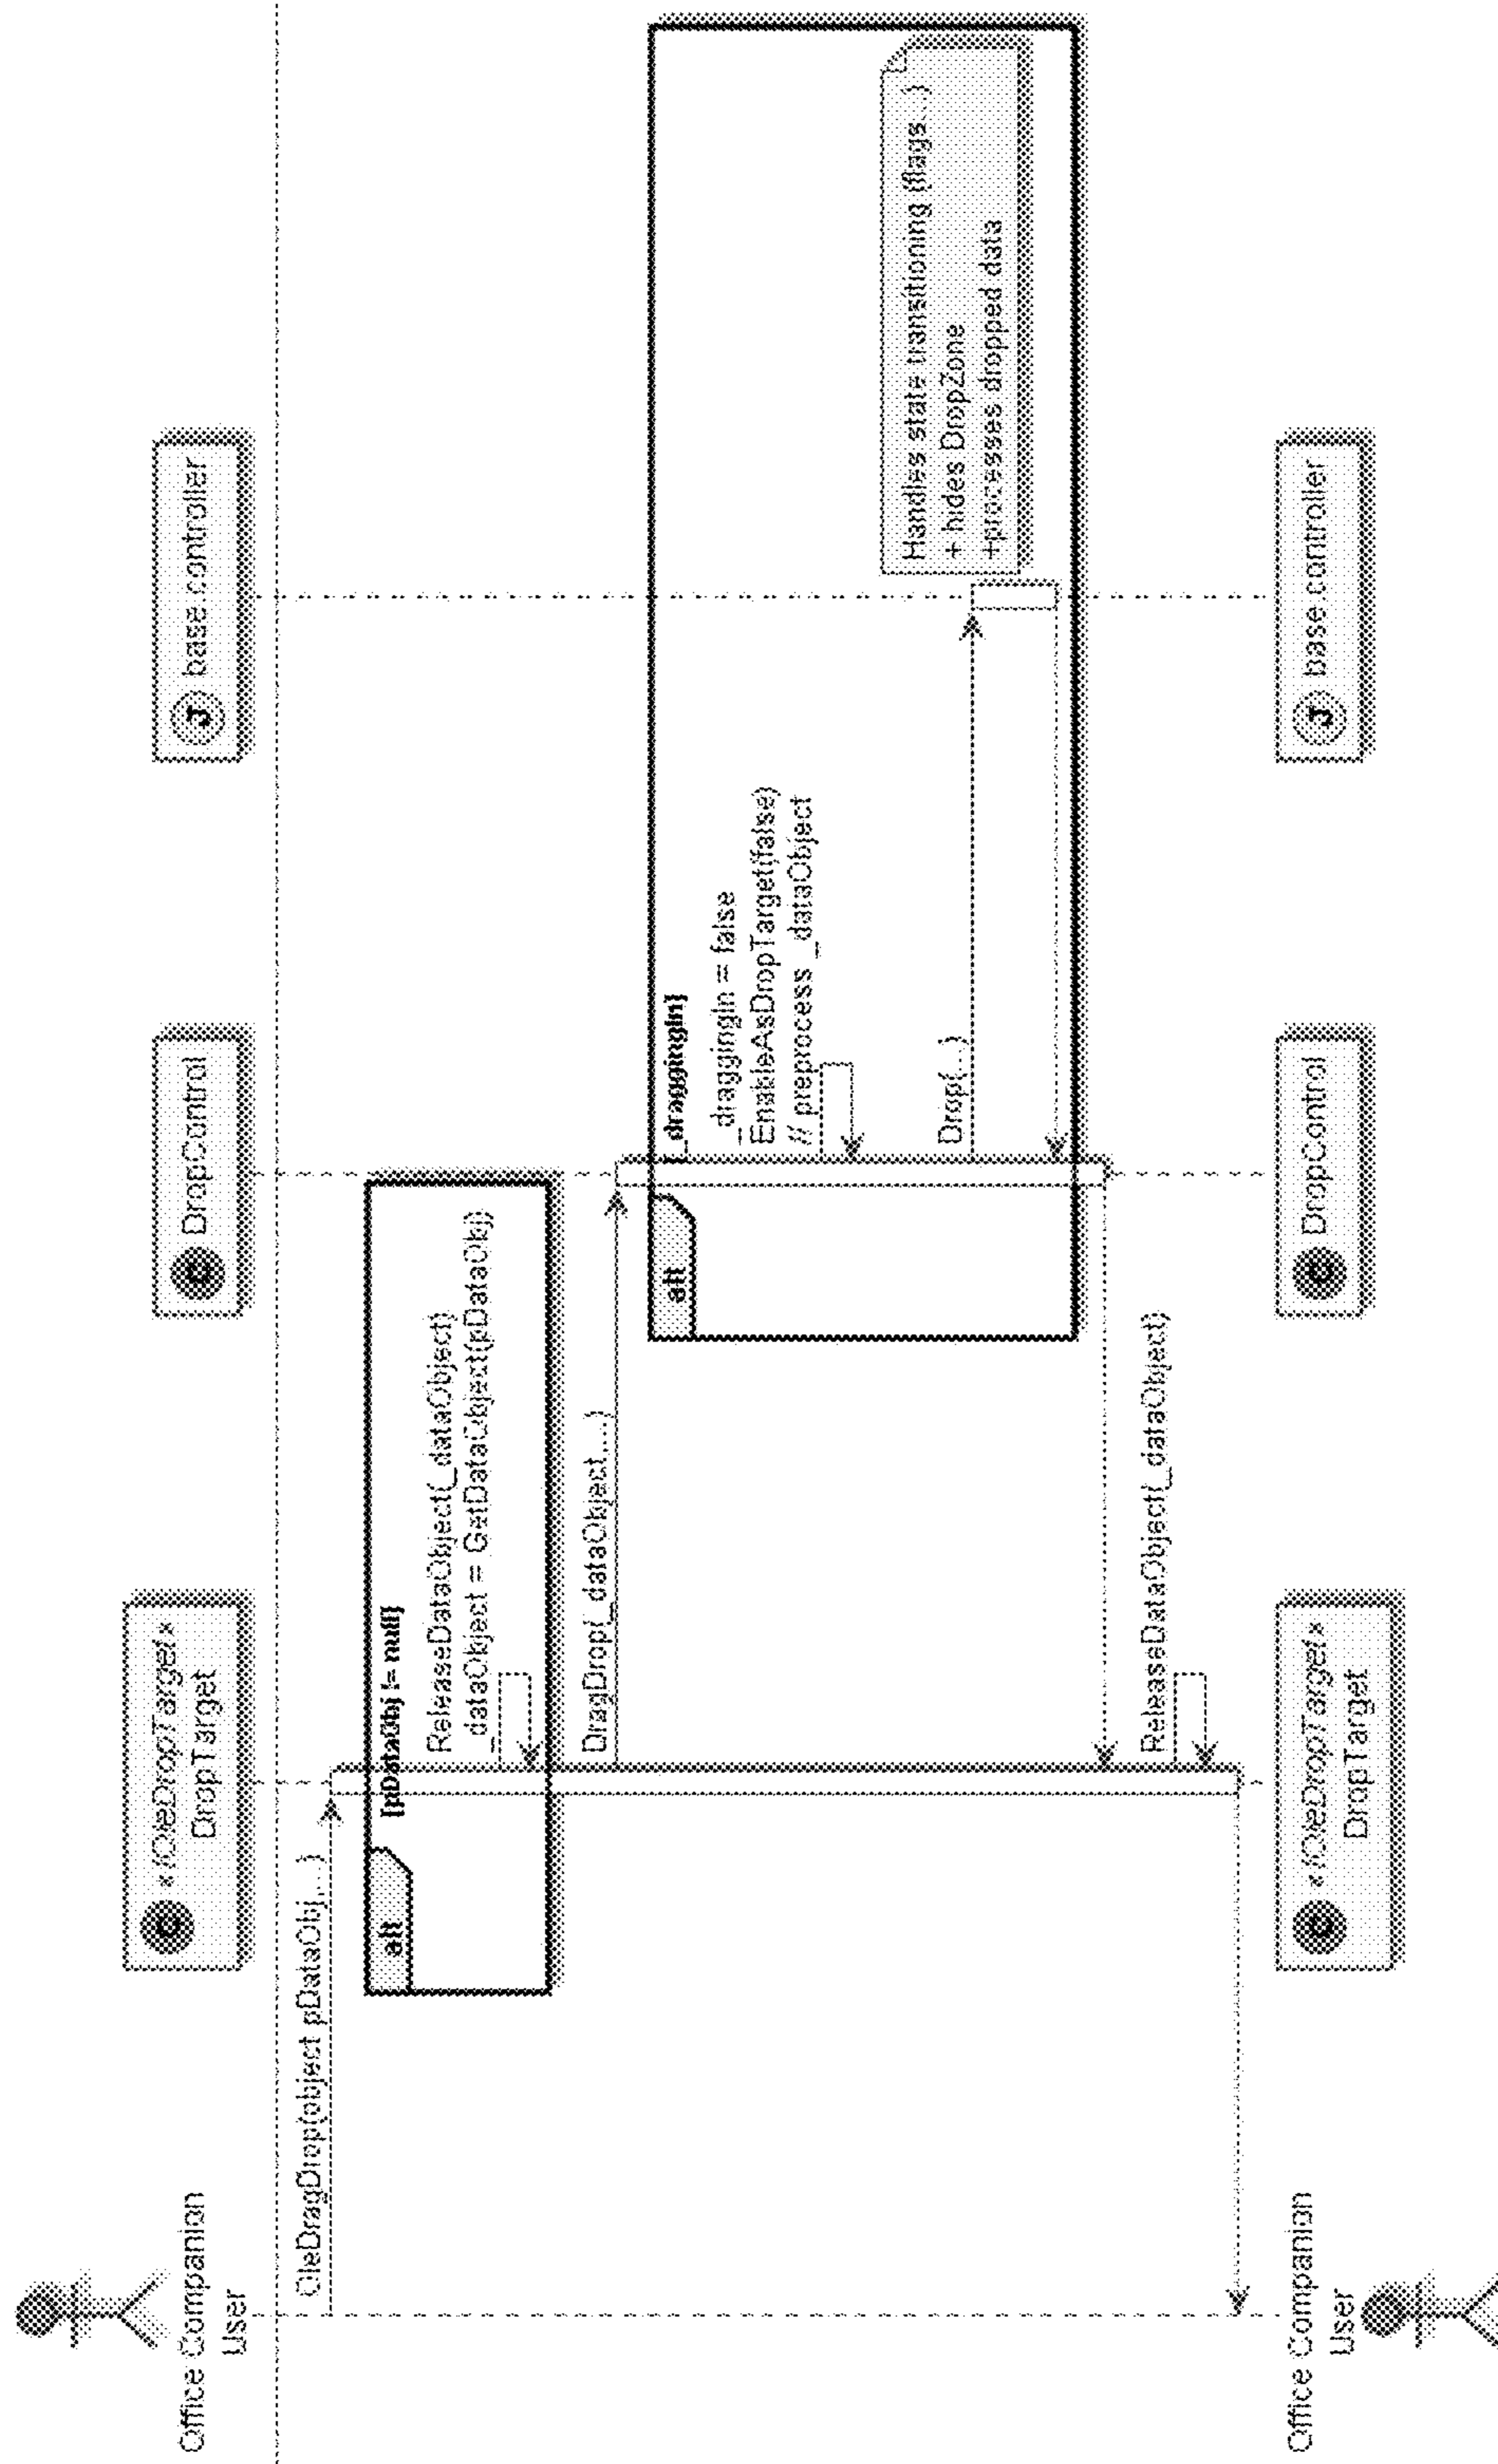 Office Companion
User
C «IOleDropTarget»
DropTarget
C DropControl
J base.controller
OleDragDrop(object pDataObj,...)
alt
[pDataObj != null]
ReleaseDataObject(_dataObject)
_dataObject = GetDataObject(pDataObj)
DragDrop(_dataObject,...)
alt
[_draggingIn]
_draggingIn = false
EnableAsDropTarget(false)
// preprocess _dataObject
Drop(..)
Handles state transitioning (flags...)
+ hides DropZone
+processes dropped data
ReleaseDataObject(_dataObject)
Office Companion
User
C «IOleDropTarget»
DropTarget
C DropControl
J base.controller